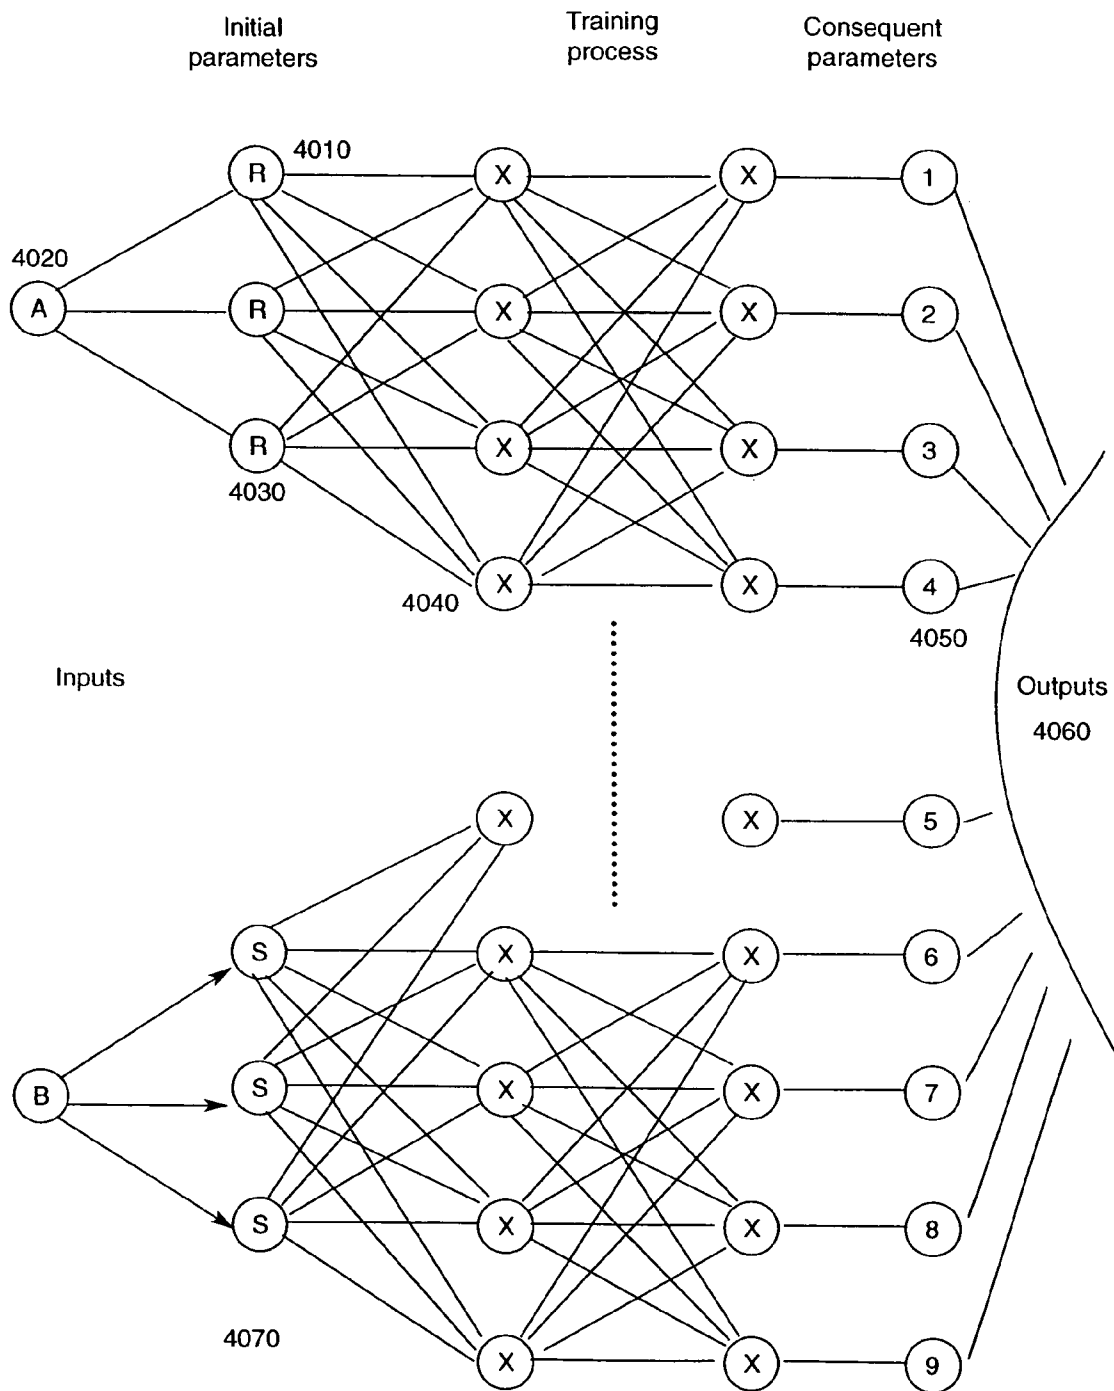 Initial
parameters
Training
process
Consequent
parameters
4010
R X X 1
4020
A R X X 2
R X X 3
4030
X X 4
4040
4050
Inputs
Outputs
4060
X X 5
S X X 6
B S X X 7
S X X 8
4070
X X 9